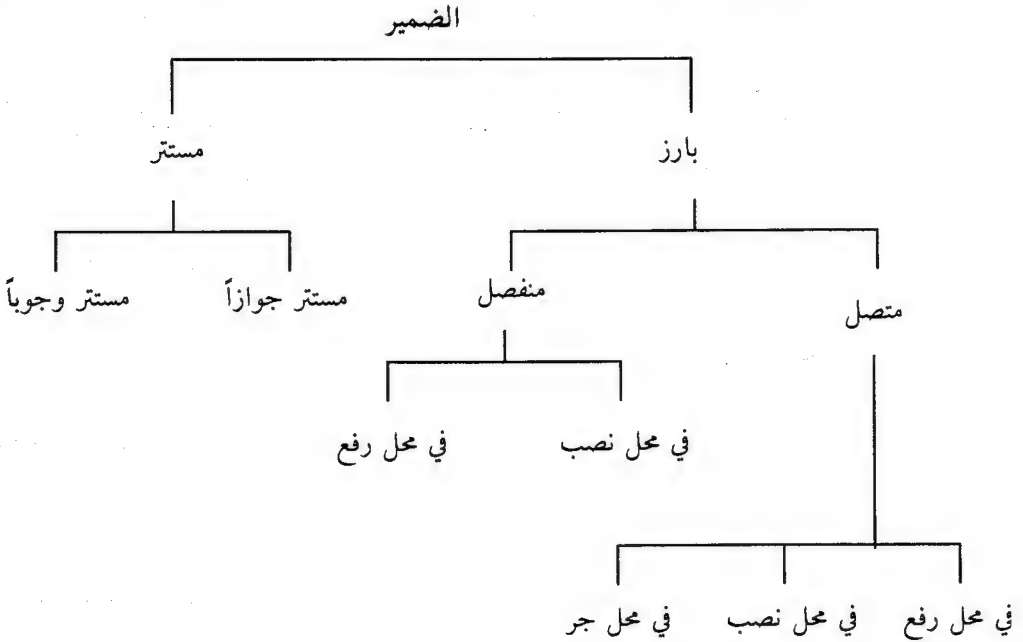 الضمير
بارز مستتر
متصل منفصل مستتر جوازاً مستتر وجوباً
في محل نصب في محل رفع
في محل رفع في محل نصب في محل جر